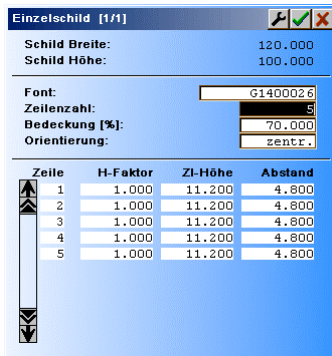 Einzelschild [1/1]
Schild Breite: 120.000
Schild Höhe: 100.000
Font: G1400026
Zeilenzahl: 5
Bedeckung [%]: 70.000
Orientierung: zentr.
Zeile H-Faktor ZI-Höhe Abstand
1 1.000 11.200 4.800
2 1.000 11.200 4.800
3 1.000 11.200 4.800
4 1.000 11.200 4.800
5 1.000 11.200 4.800